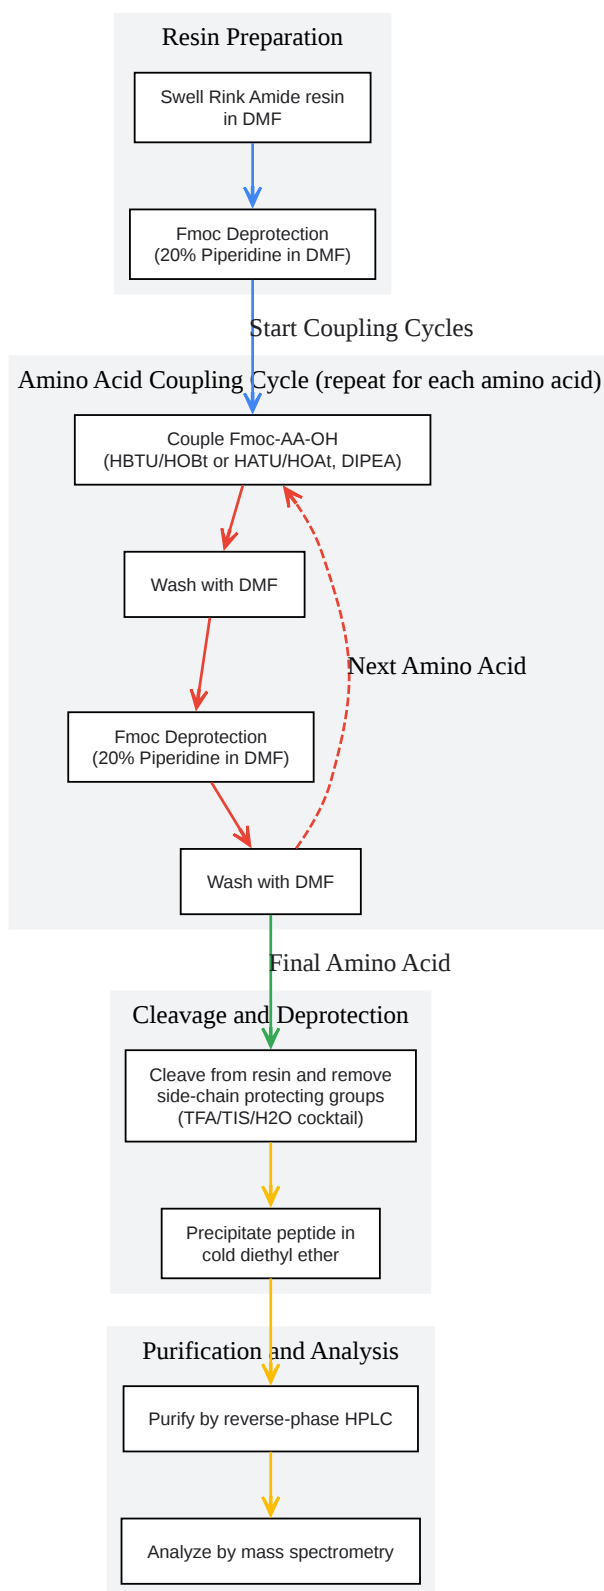 Resin Preparation
Swell Rink Amide resin
in DMF
Fmoc Deprotection
(20% Piperidine in DMF)
Start Coupling Cycles
Amino Acid Coupling Cycle (repeat for each amino acid)
Couple Fmoc-AA-OH
(HBTU/HOBt or HATU/HOAt, DIPEA)
Wash with DMF
Next Amino Acid
Fmoc Deprotection
(20% Piperidine in DMF)
Wash with DMF
Final Amino Acid
Cleavage and Deprotection
Cleave from resin and remove
side-chain protecting groups
(TFA/TIS/H2O cocktail)
Precipitate peptide in
cold diethyl ether
Purification and Analysis
Purify by reverse-phase HPLC
Analyze by mass spectrometry